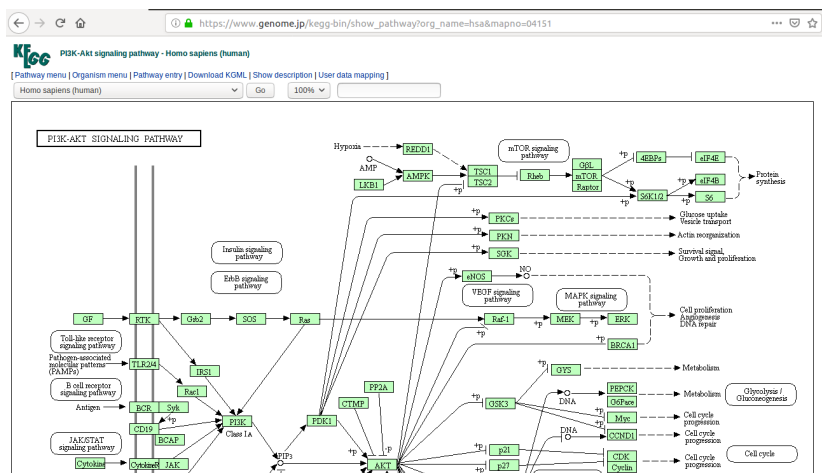 https://www.genome.jp/kegg-bin/show_pathway?org_name=hsa&mapno=04151
KEGG
PI3K-Akt signaling pathway - Homo sapiens (human)
[ Pathway menu | Organism menu | Pathway entry | Download KGML | Show description | User data mapping ]
Homo sapiens (human)
Go
100%
PI3K-AKT SIGNALING PATHWAY
Hypoxia
REDD1
mTOR signaling
pathway
AMP
LKB1
AMPK
TSC1
TSC2
+p
Rheb
GβL
mTOR
Raptor
+p
4EBPs
eIF4E
+p
S6K1/2
+p
eIF4B
+p
S6
Protein
synthesis
+p
PKCs
Glucose uptake
Vesicle transport
+p
PKN
Actin reorganization
+p
SGK
Survival signal,
Growth and proliferation
Insulin signaling
pathway
ErbB signaling
pathway
+p
eNOS
NO
VEGF signaling
pathway
MAPK signaling
pathway
GF
RTK
Grb2
SOS
Ras
Raf-1
+p
MEK
+p
ERK
+p
Cell proliferation
Angiogenesis
DNA repair
BRCA1
+p
Toll-like receptor
signaling pathway
Pathogen-associated
molecular patterns
(PAMPs)
TLR2/4
IRS1
B cell receptor
signaling pathway
Rac1
Antigen
BCR
Syk
+p
CD19
BCAP
PI3K
Class IA
JAK/STAT
signaling pathway
Cytokine
CytokineR
JAK
PIP3
PDK1
CTMP
PP2A
+p
-p
AKT
+p
GSK3
+p
GYS
Metabolism
DNA
PEPCK
G6Pase
Metabolism
Glycolysis /
Gluconeogenesis
+p
Myc
Cell cycle
progression
DNA
CCND1
Cell cycle
progression
+p
p21
+p
p27
CDK
Cyclin
Cell cycle
progression
Cell cycle